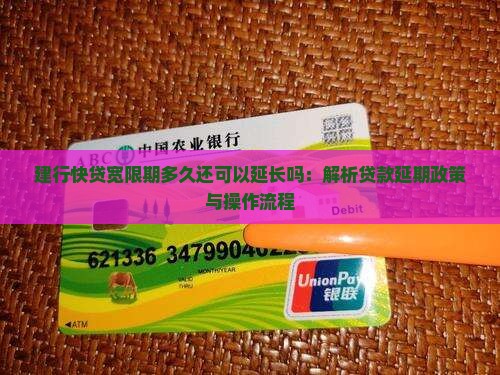 ABC 中国农业银行
建行快贷宽限期多久还可以延长吗：解析贷款延期政策
与操作流程
Debit
621336 34799040
MONTH/YEAR
VALID
THRU
UnionPay
银联
◀ATM